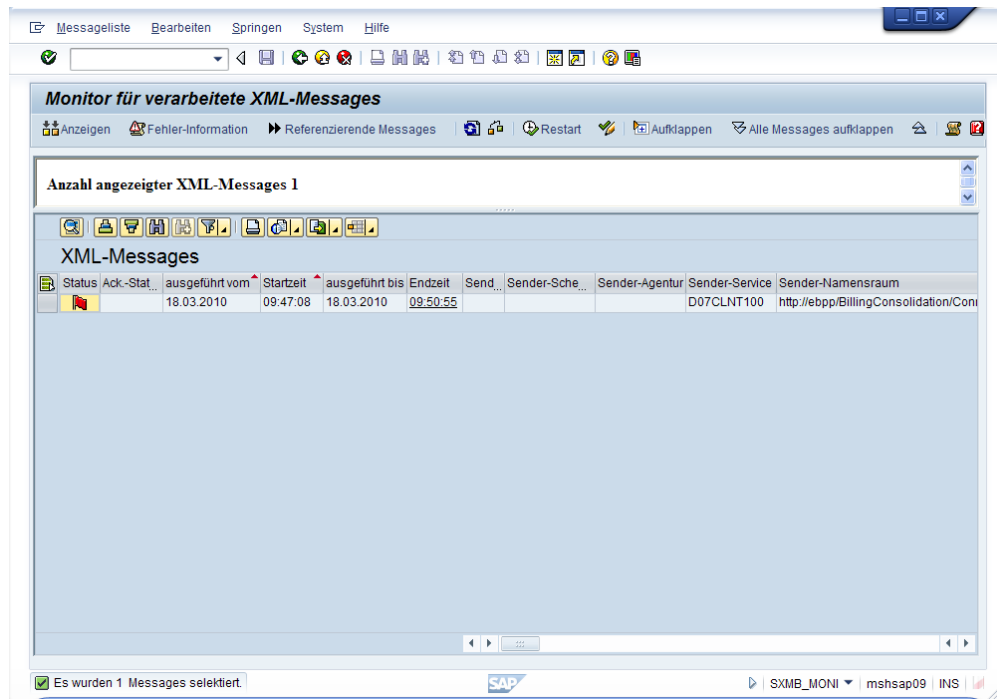 Messageliste Bearbeiten Springen System Hilfe
Monitor für verarbeitete XML-Messages
Anzeigen Fehler-Information Referenzierende Messages Restart Aufklappen Alle Messages aufklappen
Anzahl angezeigter XML-Messages 1
XML-Messages
Status Ack.-Stat... ausgeführt vom Startzeit ausgeführt bis Endzeit Send... Sender-Sche... Sender-Agentur Sender-Service Sender-Namensraum
18.03.2010 09:47:08 18.03.2010 09:50:55 D07CLNT100 http://ebpp/BillingConsolidation/Con
Es wurden 1 Messages selektiert. SAP SXMB_MONI mshsap09 INS